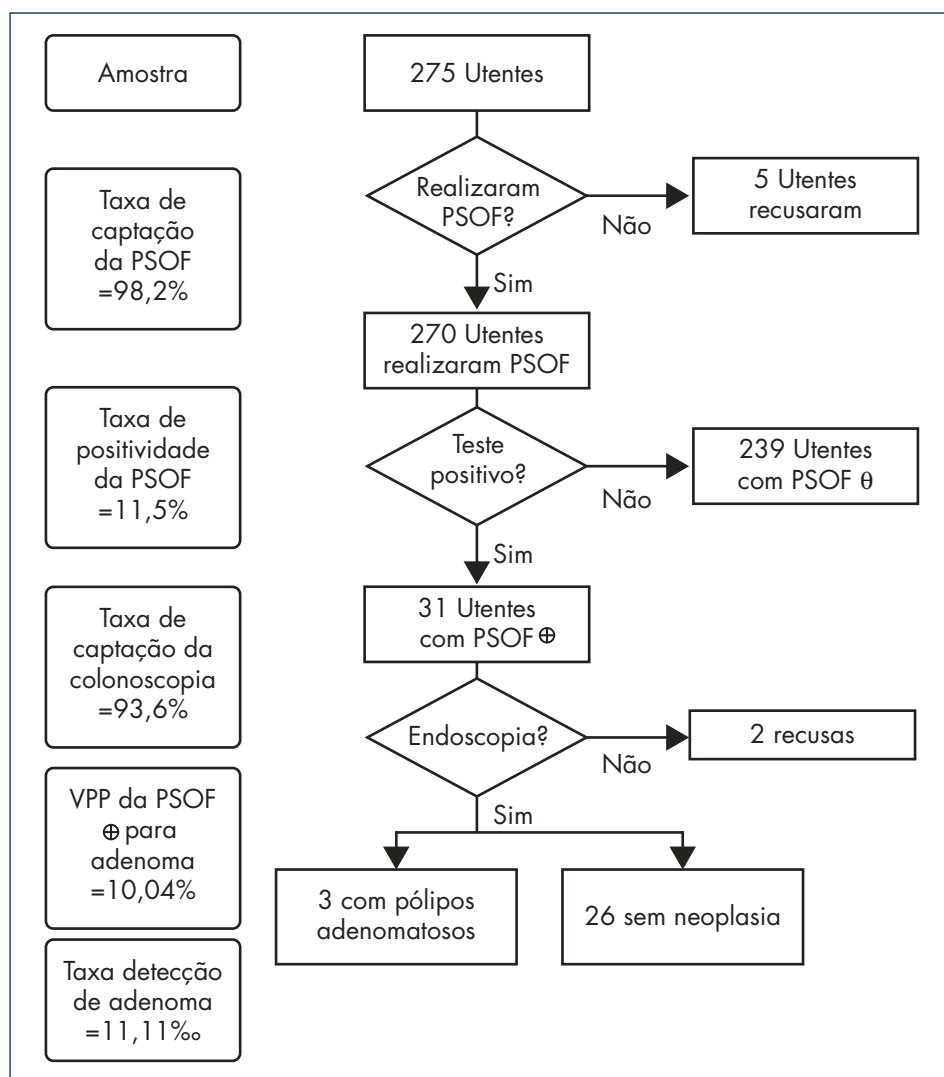 Amostra
275 Utentes
Realizaram
PSOF?
Não
5 Utentes
recusaram
Taxa de
captação
da PSOF
=98,2%
Sim
270 Utentes
realizaram PSOF
Taxa de
positividade
da PSOF
=11,5%
Teste
positivo?
Não
239 Utentes
com PSOF θ
Sim
31 Utentes
com PSOF ⊕
Taxa de
captação da
colonoscopia
=93,6%
Endoscopia?
Não
2 recusas
Sim
VPP da PSOF
⊕ para
adenoma
=10,04%
3 com pólipos
adenomatosos
26 sem neoplasia
Taxa detecção
de adenoma
=11,11‰